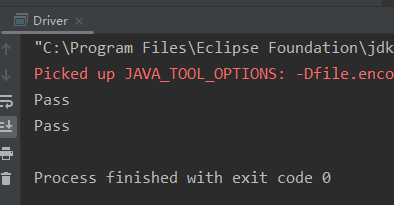 Driver
"C:\Program Files\Eclipse Foundation\jdk
Picked up JAVA_TOOL_OPTIONS: -Dfile.enco
Pass
Pass
Process finished with exit code 0